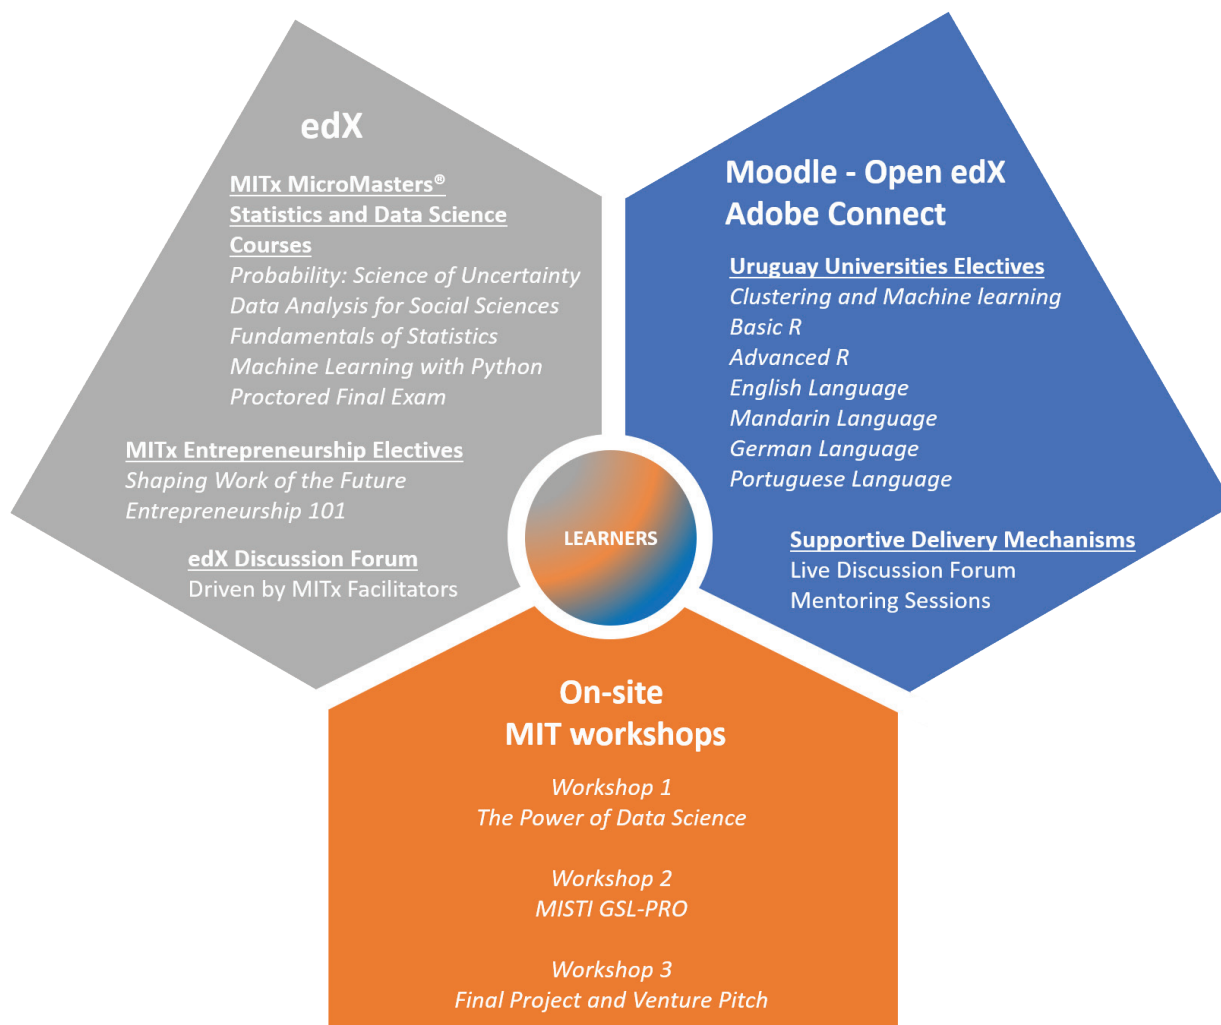 edX
MITx MicroMasters®
Statistics and Data Science
Courses
Probability: Science of Uncertainty
Data Analysis for Social Sciences
Fundamentals of Statistics
Machine Learning with Python
Proctored Final Exam
MITx Entrepreneurship Electives
Shaping Work of the Future
Entrepreneurship 101
edX Discussion Forum
Driven by MITx Facilitators
Moodle - Open edX
Adobe Connect
Uruguay Universities Electives
Clustering and Machine learning
Basic R
Advanced R
English Language
Mandarin Language
German Language
Portuguese Language
Supportive Delivery Mechanisms
Live Discussion Forum
Mentoring Sessions
LEARNERS
On-site
MIT workshops
Workshop 1
The Power of Data Science
Workshop 2
MISTI GSL-PRO
Workshop 3
Final Project and Venture Pitch